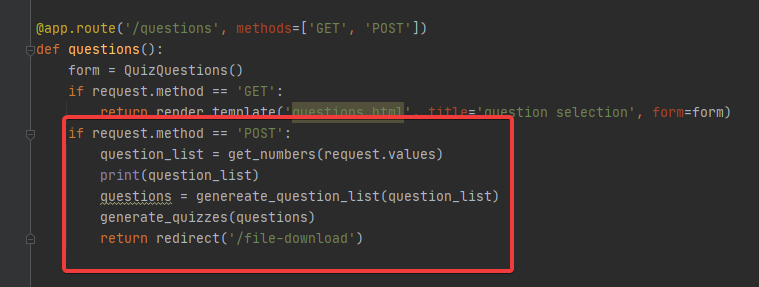 @app.route('/questions', methods=['GET', 'POST'])
def questions():
form = QuizQuestions()
if request.method == 'GET':
return render_template('questions.html', title='question selection', form=form)
if request.method == 'POST':
question_list = get_numbers(request.values)
print(question_list)
questions = genereate_question_list(question_list)
generate_quizzes(questions)
return redirect('/file-download')